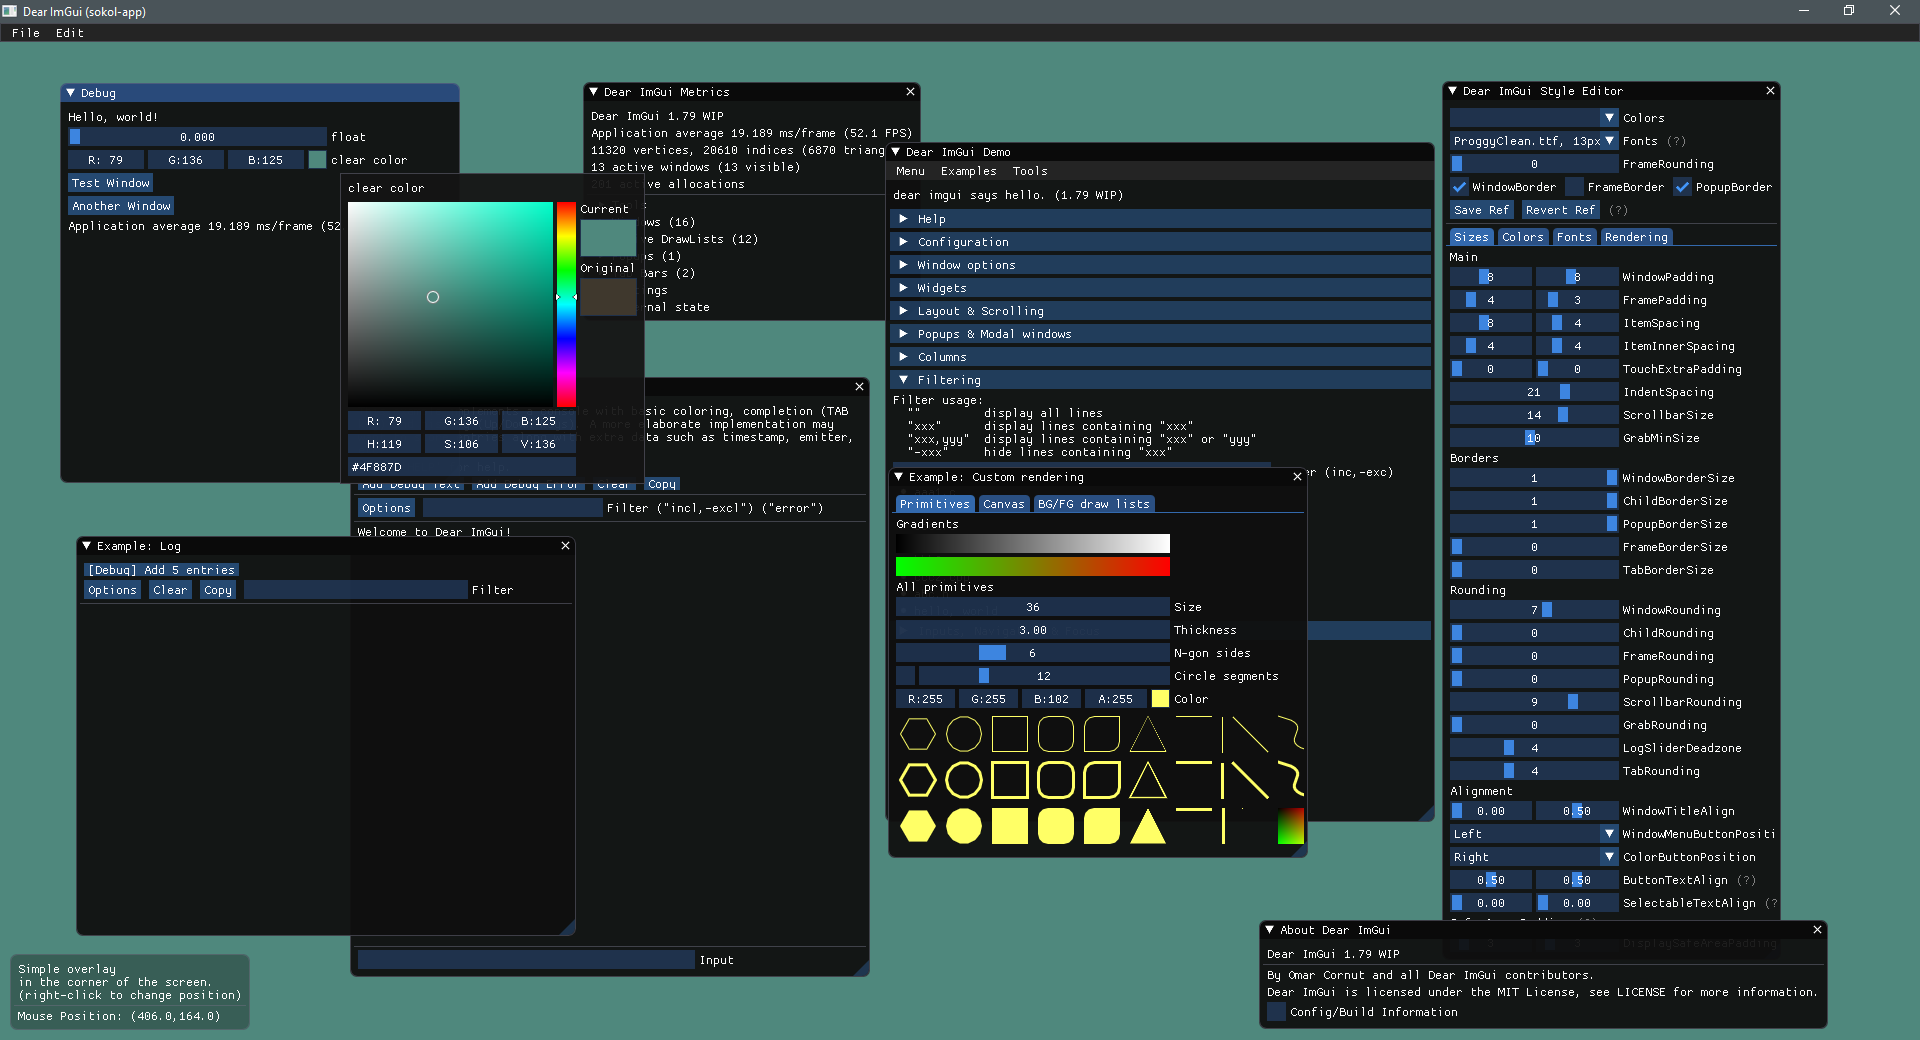 Dear ImGui (sokol-app)
File Edit
Debug
Hello, world!
0.000 float
R: 79 G:136 B:125 clear color
Test Window
Another Window
Application average 19.189 ms/frame (52
clear color
Current
Original
R: 79 G:136 B:125
H:119 S:106 V:136
#4F887D
Dear ImGui Metrics
Dear ImGui 1.79 WIP
Application average 19.189 ms/frame (52.1 FPS)
11320 vertices, 20610 indices (6870 triang
13 active windows (13 visible)
201 active allocations
ows (16)
e DrawLists (12)
s (1)
Bars (2)
ngs
nal state
with basic coloring, completion (TAB
A more elaborate implementation may
with extra data such as timestamp, emitter,
Add Debug Text Add Debug Error Clear Copy
Options Filter ("incl,-excl") ("error")
Welcome to Dear ImGui!
Input
Example: Log
[Debug] Add 5 entries
Options Clear Copy Filter
Simple overlay
in the corner of the screen.
(right-click to change position)
Mouse Position: (406.0,164.0)
Dear ImGui Demo
Menu Examples Tools
dear imgui says hello. (1.79 WIP)
Help
Configuration
Window options
Widgets
Layout & Scrolling
Popups & Modal windows
Columns
Filtering
Filter usage:
"" display all lines
"xxx" display lines containing "xxx"
"xxx,yyy" display lines containing "xxx" or "yyy"
"-xxx" hide lines containing "xxx"
er (inc,-exc)
Example: Custom rendering
Primitives Canvas BG/FG draw lists
Gradients
All primitives
36 Size
3.00 Thickness
6 N-gon sides
12 Circle segments
R:255 G:255 B:102 A:255 Color
Dear ImGui Style Editor
Colors
ProggyClean.ttf, 13px Fonts (?)
0 FrameRounding
WindowBorder FrameBorder PopupBorder
Save Ref Revert Ref (?)
Sizes Colors Fonts Rendering
Main
8 8 WindowPadding
4 3 FramePadding
8 4 ItemSpacing
4 4 ItemInnerSpacing
0 0 TouchExtraPadding
21 IndentSpacing
14 ScrollbarSize
10 GrabMinSize
Borders
1 WindowBorderSize
1 ChildBorderSize
1 PopupBorderSize
0 FrameBorderSize
0 TabBorderSize
Rounding
7 WindowRounding
0 ChildRounding
0 FrameRounding
0 PopupRounding
9 ScrollbarRounding
0 GrabRounding
4 LogSliderDeadzone
4 TabRounding
Alignment
0.00 0.50 WindowTitleAlign
Left WindowMenuButtonPositi
Right ColorButtonPosition
0.50 0.50 ButtonTextAlign (?)
0.00 0.00 SelectableTextAlign (?
3 3 DisplaySafeAreaPadding
About Dear ImGui
Dear ImGui 1.79 WIP
By Omar Cornut and all Dear ImGui contributors.
Dear ImGui is licensed under the MIT License, see LICENSE for more information.
Config/Build Information